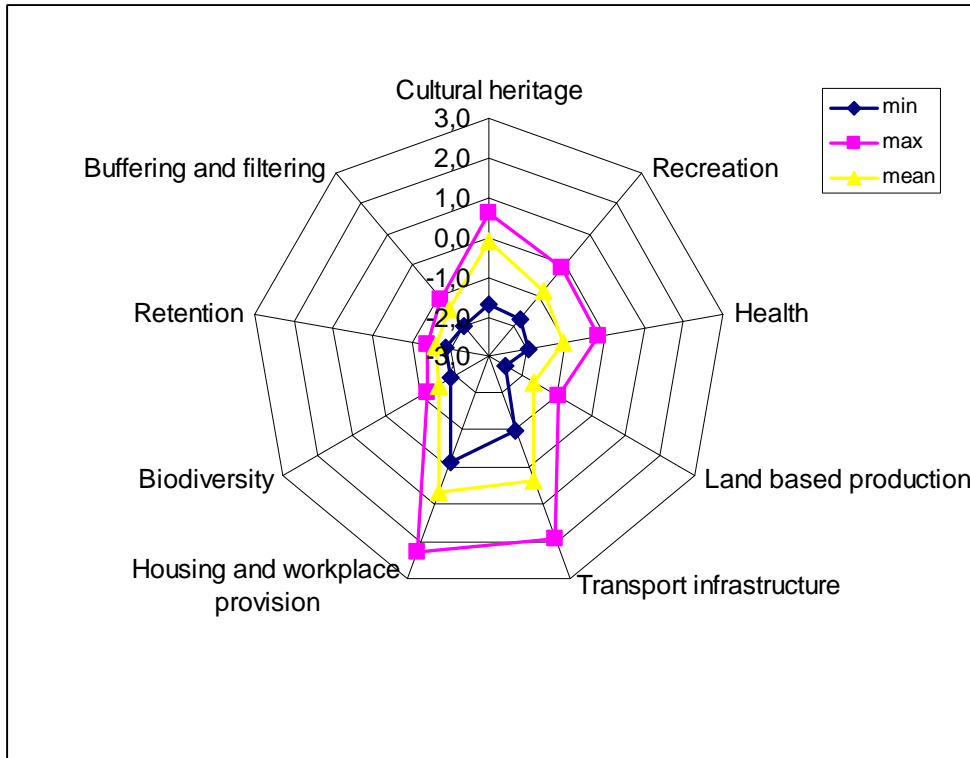 Cultural heritage
3,0
2,0
1,0
0,0
-1,0
-2,0
-3,0
Recreation
Health
Land based production
Transport infrastructure
Housing and workplace
provision
Biodiversity
Retention
Buffering and filtering
min
max
mean